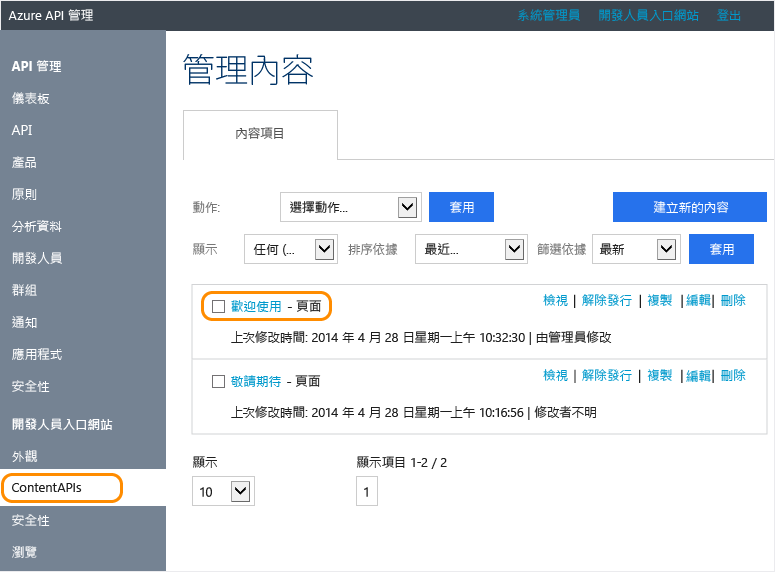 Azure API 管理
系統管理員 開發人員入口網站 登出
API 管理
儀表板
API
產品
原則
分析資料
開發人員
群組
通知
應用程式
安全性
開發人員入口網站
外觀
ContentAPIs
安全性
瀏覽
管理內容
內容項目
動作: 選擇動作... 套用 建立新的內容
顯示 任何 (... 排序依據 最近... 篩選依據 最新 套用
歡迎使用 - 頁面 檢視 | 解除發行 | 複製 | 編輯 | 刪除
上次修改時間: 2014 年 4 月 28 日星期一上午 10:32:30 | 由管理員修改
敬請期待 - 頁面 檢視 | 解除發行 | 複製 | 編輯 | 刪除
上次修改時間: 2014 年 4 月 28 日星期一上午 10:16:56 | 修改者不明
顯示 顯示項目 1-2 / 2
10 1